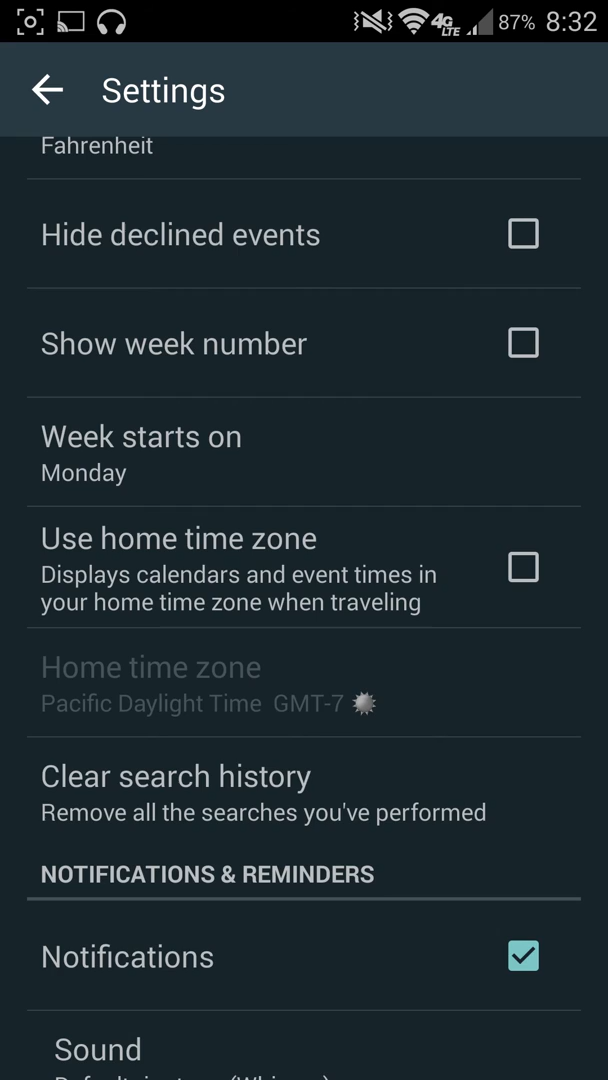 4G LTE 87% 8:32
Settings
Fahrenheit
Hide declined events
Show week number
Week starts on
Monday
Use home time zone
Displays calendars and event times in
your home time zone when traveling
Home time zone
Pacific Daylight Time GMT-7
Clear search history
Remove all the searches you've performed
NOTIFICATIONS & REMINDERS
Notifications
Sound